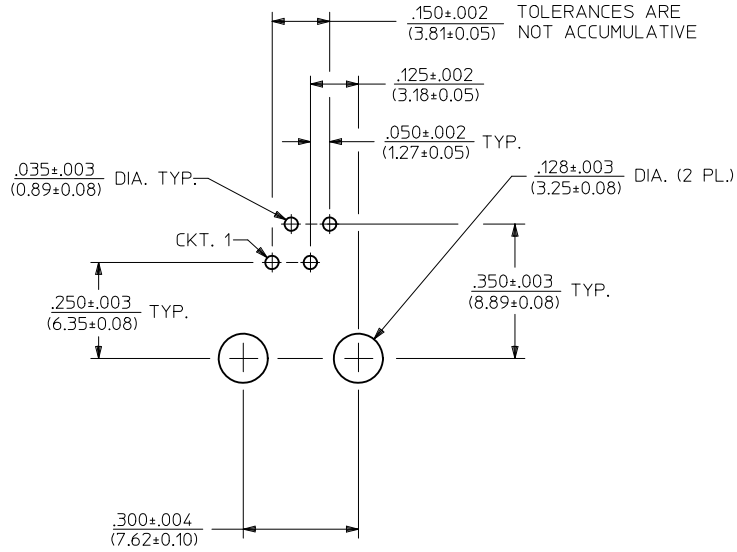 .150±.002 TOLERANCES ARE
(3.81±0.05) NOT ACCUMULATIVE
.125±.002
(3.18±0.05)
.050±.002 TYP.
(1.27±0.05)
.035±.003 DIA. TYP.
(0.89±0.08)
.128±.003 DIA. (2 PL.)
(3.25±0.08)
CKT. 1
.250±.003 TYP.
(6.35±0.08)
.350±.003 TYP.
(8.89±0.08)
.300±.004
(7.62±0.10)